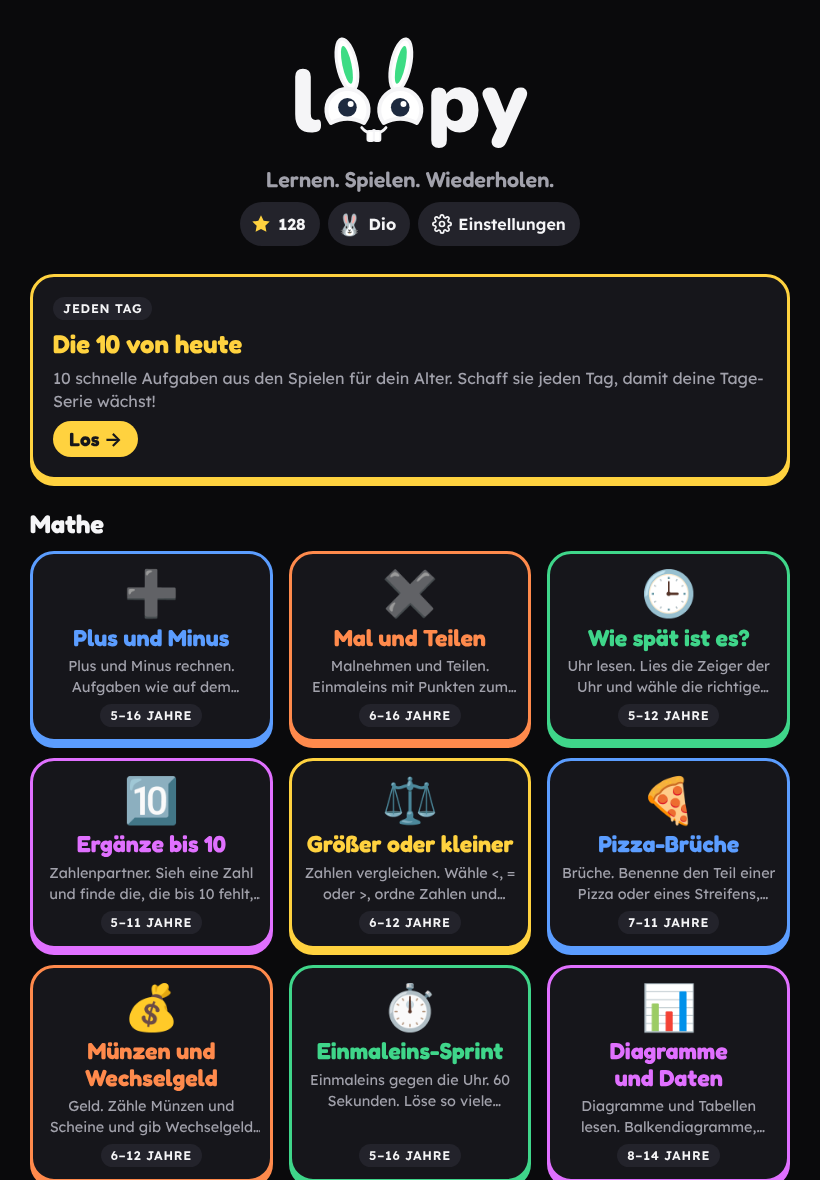 loopy
Lernen. Spielen. Wiederholen.
128
Dio
Einstellungen
JEDEN TAG
Die 10 von heute
10 schnelle Aufgaben aus den Spielen für dein Alter. Schaff sie jeden Tag, damit deine Tage-
Serie wächst!
Los →
Mathe
Plus und Minus
Plus und Minus rechnen.
Aufgaben wie auf dem…
5–16 JAHRE
Mal und Teilen
Malnehmen und Teilen.
Einmaleins mit Punkten zum…
6–16 JAHRE
Wie spät ist es?
Uhr lesen. Lies die Zeiger der
Uhr und wähle die richtige…
5–12 JAHRE
10
Ergänze bis 10
Zahlenpartner. Sieh eine Zahl
und finde die, die bis 10 fehlt,…
5–11 JAHRE
Größer oder kleiner
Zahlen vergleichen. Wähle <, =
oder >, ordne Zahlen und…
6–12 JAHRE
Pizza-Brüche
Brüche. Benenne den Teil einer
Pizza oder eines Streifens,…
7–11 JAHRE
$
Münzen und
Wechselgeld
Geld. Zähle Münzen und
Scheine und gib Wechselgeld…
6–12 JAHRE
Einmaleins-Sprint
Einmaleins gegen die Uhr. 60
Sekunden. Löse so viele…
5–16 JAHRE
Diagramme
und Daten
Diagramme und Tabellen
lesen. Balkendiagramme,…
8–14 JAHRE